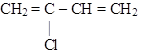 CH₂ = C – CH = CH₂
Cl